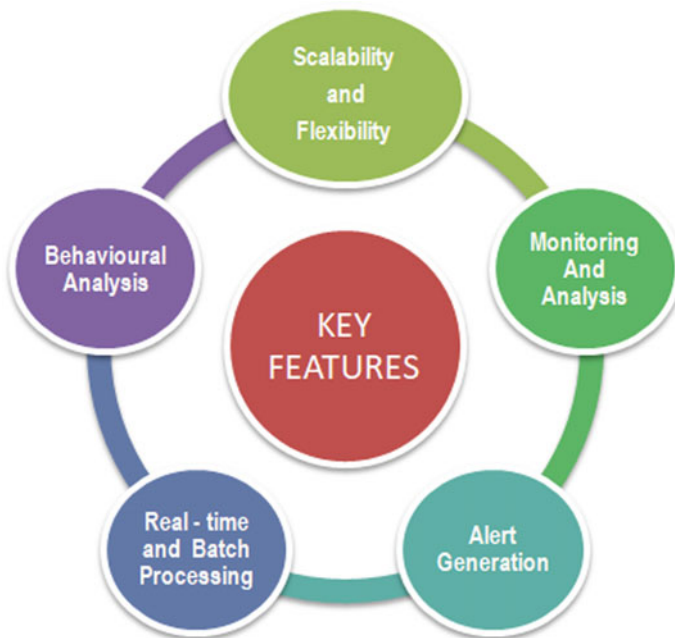 Scalability
and
Flexibility
Monitoring
And
Analysis
Alert
Generation
Real - time
and Batch
Processing
Behavioural
Analysis
KEY
FEATURES